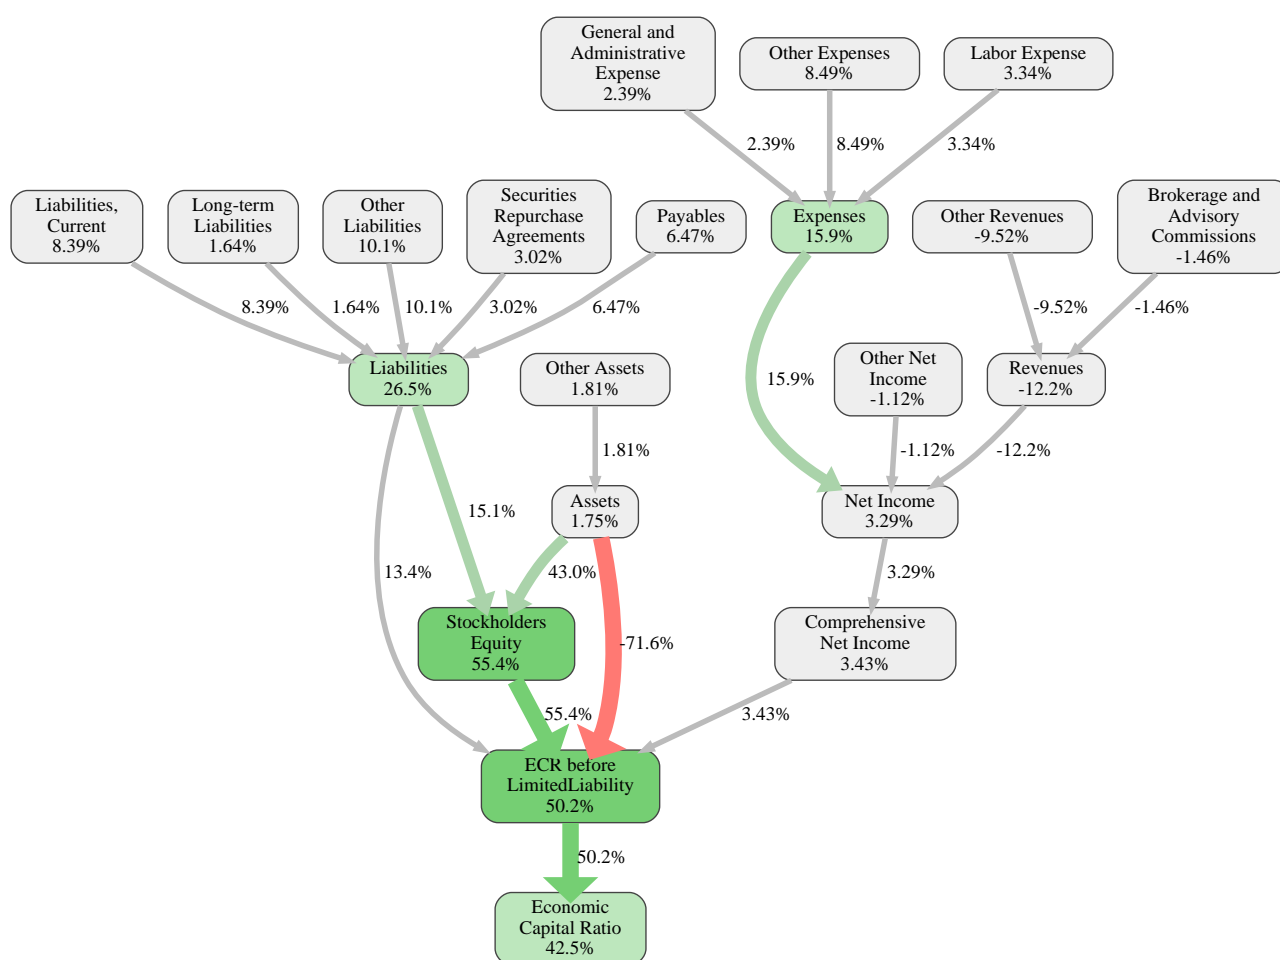 General and
Administrative
Expense
2.39%
Other Expenses
8.49%
Labor Expense
3.34%
2.39%
8.49%
3.34%
Liabilities,
Current
8.39%
Long-term
Liabilities
1.64%
Other
Liabilities
10.1%
Securities
Repurchase
Agreements
3.02%
Payables
6.47%
Expenses
15.9%
Other Revenues
-9.52%
Brokerage and
Advisory
Commissions
-1.46%
8.39%
1.64%
10.1%
3.02%
6.47%
-9.52%
-1.46%
Liabilities
26.5%
Other Assets
1.81%
15.9%
Other Net
Income
-1.12%
Revenues
-12.2%
1.81%
-1.12%
-12.2%
15.1%
Assets
1.75%
Net Income
3.29%
13.4%
43.0%
3.29%
Stockholders
Equity
55.4%
-71.6%
Comprehensive
Net Income
3.43%
55.4%
3.43%
ECR before
LimitedLiability
50.2%
50.2%
Economic
Capital Ratio
42.5%